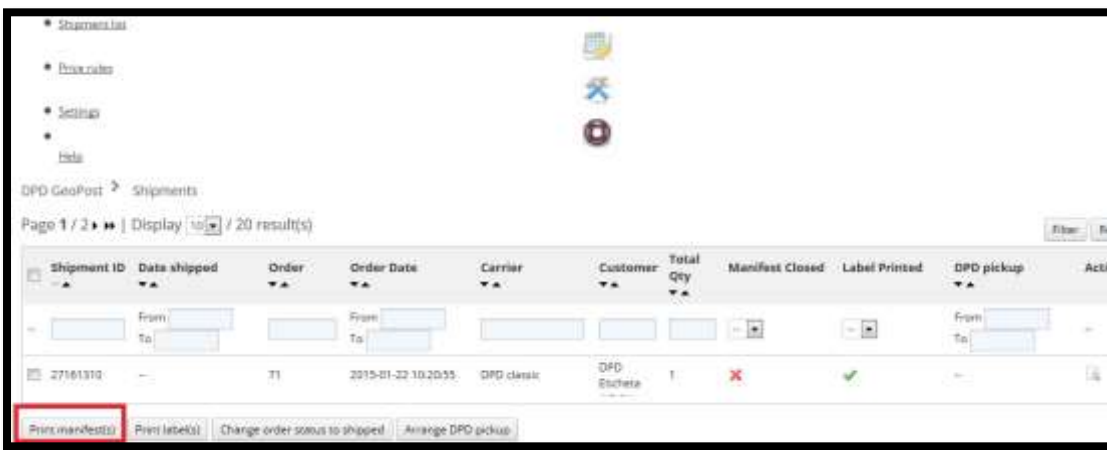 Shipment list
Price rules
Settings
Help
DPD GeoPost > Shipments
Page 1 / 2 | Display 10 / 20 result(s)
Filter
Shipment ID Date shipped Order Order Date Carrier Customer Total Qty Manifest Closed Label Printed DPD pickup Acti
-- From To From To -- -- From To --
27161310 -- 71 2015-01-22 10:20:55 DPD classic DPD 1 --
Print manifest(s) Print label(s) Change order status to shipped Arrange DPD pickup